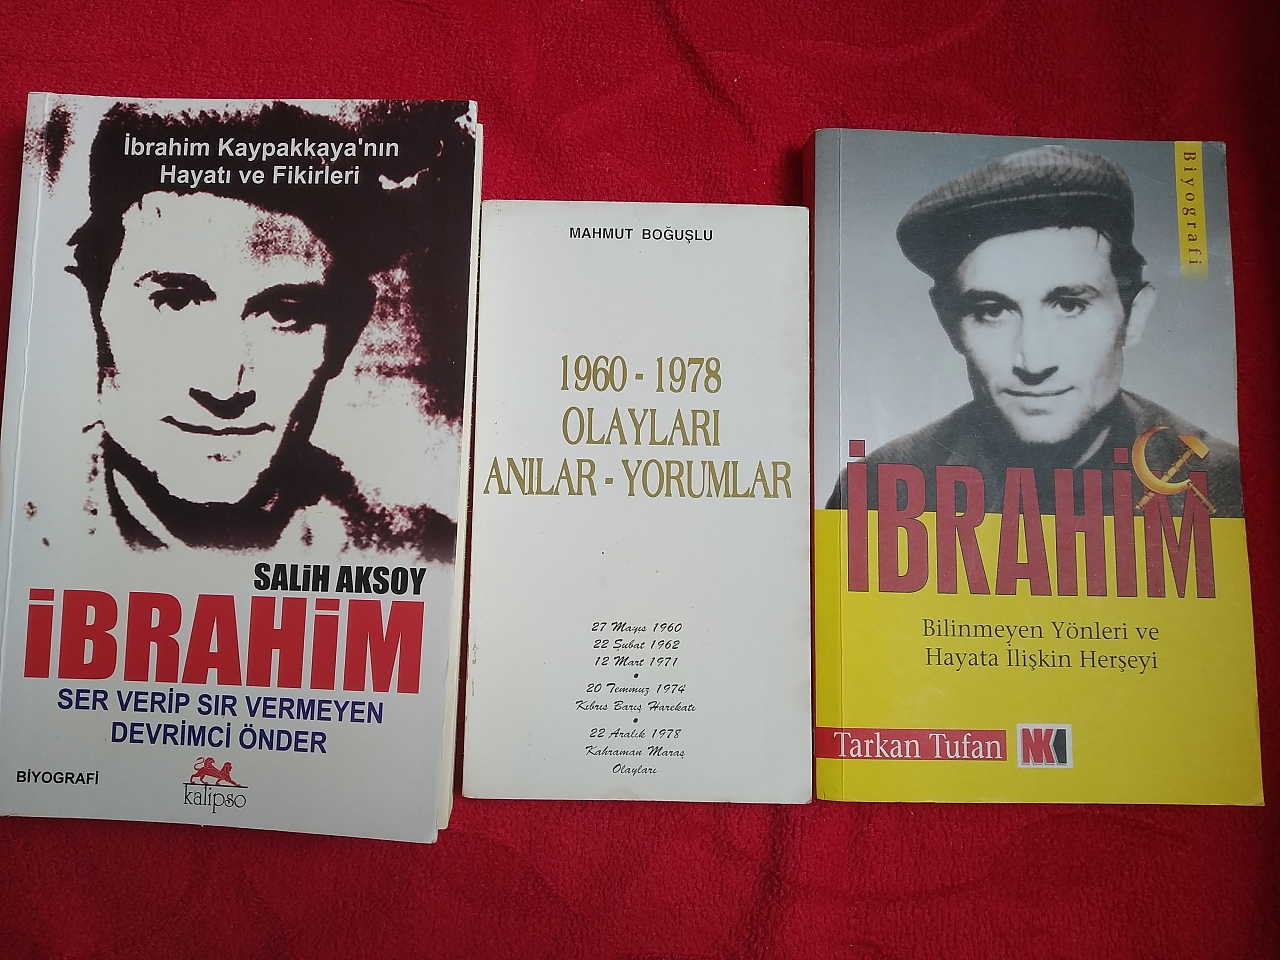 İbrahim Kaypakkaya'nın
Hayatı ve Fikirleri
SALİH AKSOY
İBRAHİM
SER VERİP SIR VERMEYEN
DEVRİMCİ ÖNDER
BİYOGRAFİ
kalipso
MAHMUT BOĞUŞLU
1960 - 1978
OLAYLARI
ANILAR - YORUMLAR
27 Mayıs 1960
22 Şubat 1962
12 Mart 1971
20 Temmuz 1974
Kıbrıs Barış Harekatı
22 Aralık 1978
Kahraman Maraş
Olayları
Biyografi
İBRAHİM
Bilinmeyen Yönleri ve
Hayata İlişkin Herşeyi
Tarkan Tufan
NK